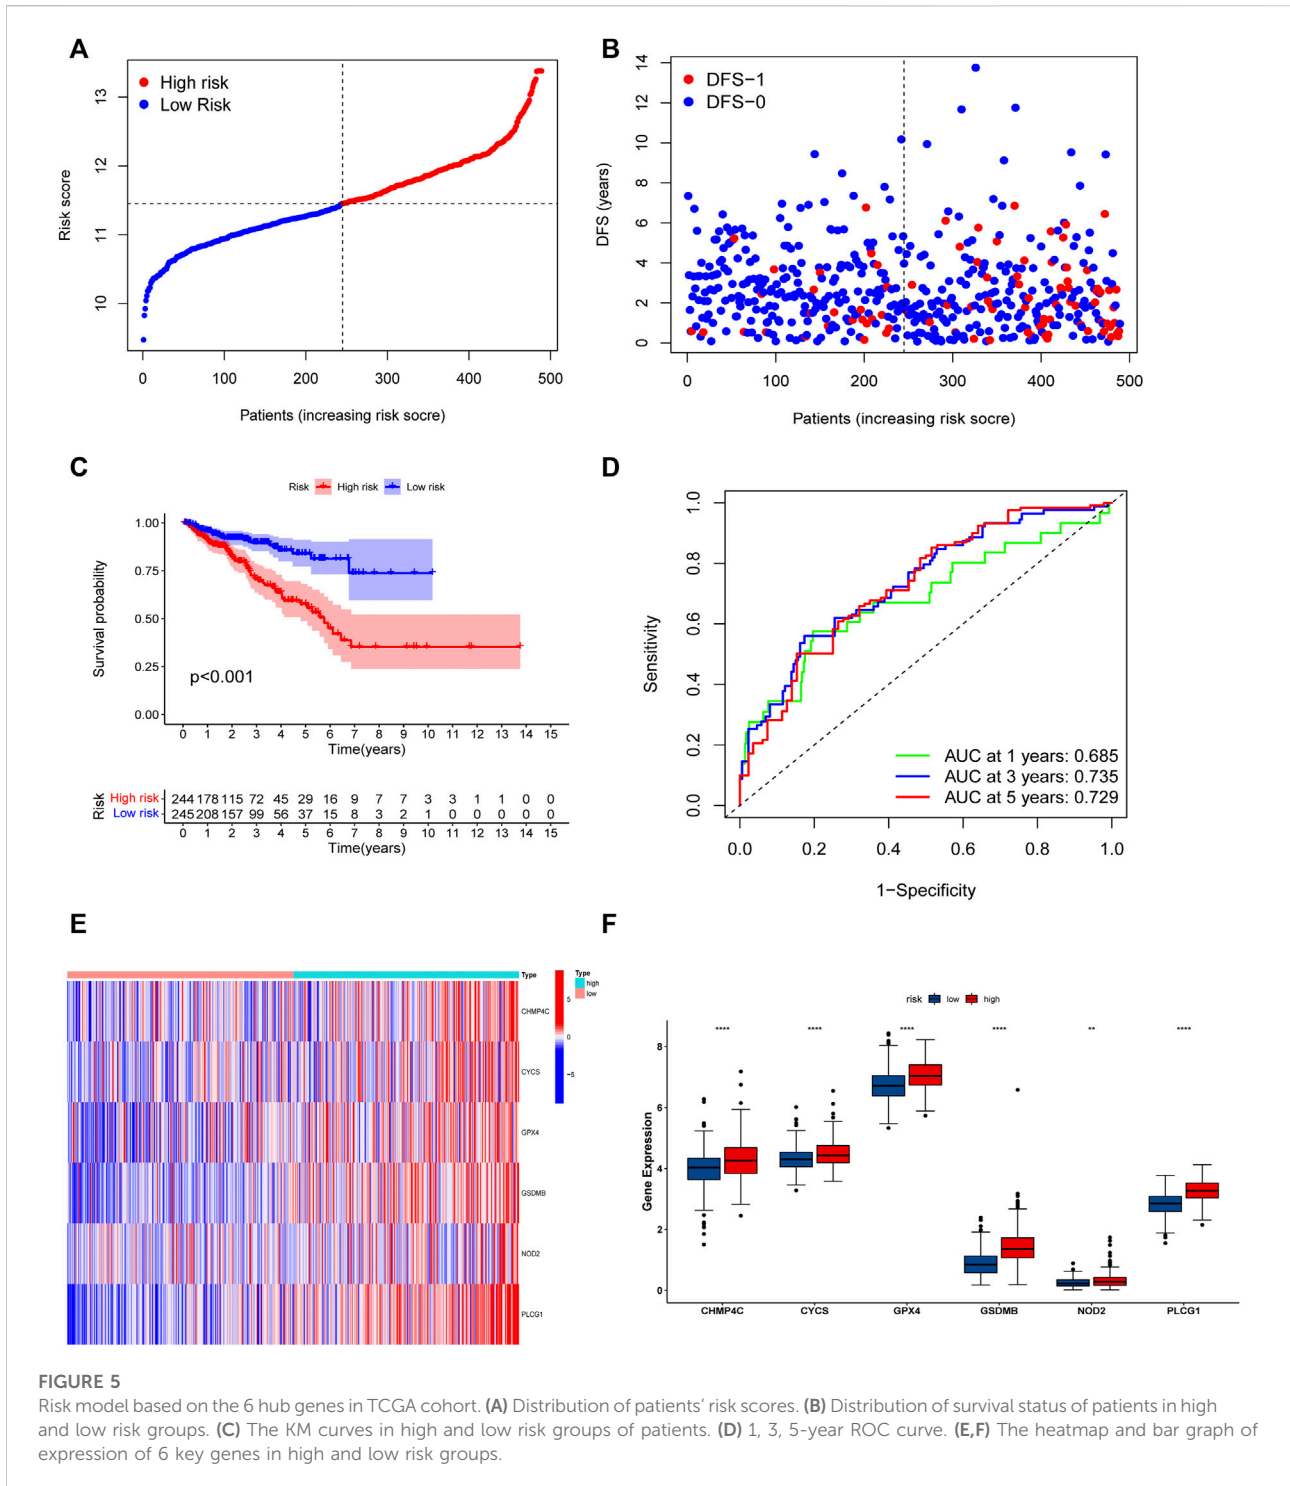 A
High risk
Low Risk
Risk score
13
12
11
10
0 100 200 300 400 500
Patients (increasing risk socre)
B
DFS−1
DFS−0
DFS (years)
14
12
10
8
6
4
2
0
0 100 200 300 400 500
Patients (increasing risk socre)
C
Risk High risk Low risk
Survival probability
1.00
0.75
0.50
0.25
0.00
p<0.001
0 1 2 3 4 5 6 7 8 9 10 11 12 13 14 15
Time(years)
Risk
High risk 244 178 115 72 45 29 16 9 7 7 3 3 1 1 0 0
Low risk 245 208 157 99 56 37 15 8 3 2 1 0 0 0 0 0
0 1 2 3 4 5 6 7 8 9 10 11 12 13 14 15
Time(years)
D
Sensitivity
1.0
0.8
0.6
0.4
0.2
0.0
AUC at 1 years: 0.685
AUC at 3 years: 0.735
AUC at 5 years: 0.729
0.0 0.2 0.4 0.6 0.8 1.0
1−Specificity
E
Type
CHMP4C
CYCS
GPX4
GSDMB
NOD2
PLCG1
5
0
−5
Type
high
low
F
risk low high
**** **** **** **** ** ****
Gene Expression
8
6
4
2
0
CHMP4C CYCS GPX4 GSDMB NOD2 PLCG1
FIGURE 5
Risk model based on the 6 hub genes in TCGA cohort. (A) Distribution of patients’ risk scores. (B) Distribution of survival status of patients in high
and low risk groups. (C) The KM curves in high and low risk groups of patients. (D) 1, 3, 5-year ROC curve. (E,F) The heatmap and bar graph of
expression of 6 key genes in high and low risk groups.